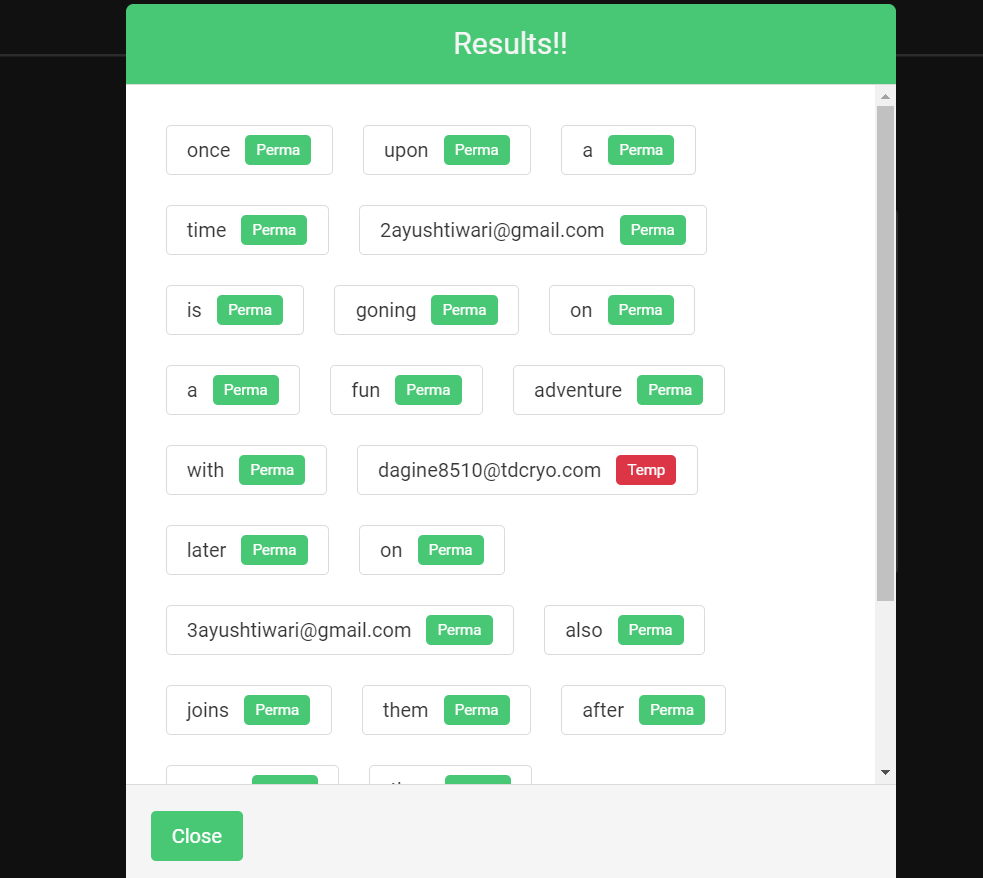 Results!!
once Perma upon Perma a Perma
time Perma 2ayushtiwari@gmail.com Perma
is Perma goning Perma on Perma
a Perma fun Perma adventure Perma
with Perma dagine8510@tdcryo.com Temp
later Perma on Perma
3ayushtiwari@gmail.com Perma also Perma
joins Perma them Perma after Perma
Close